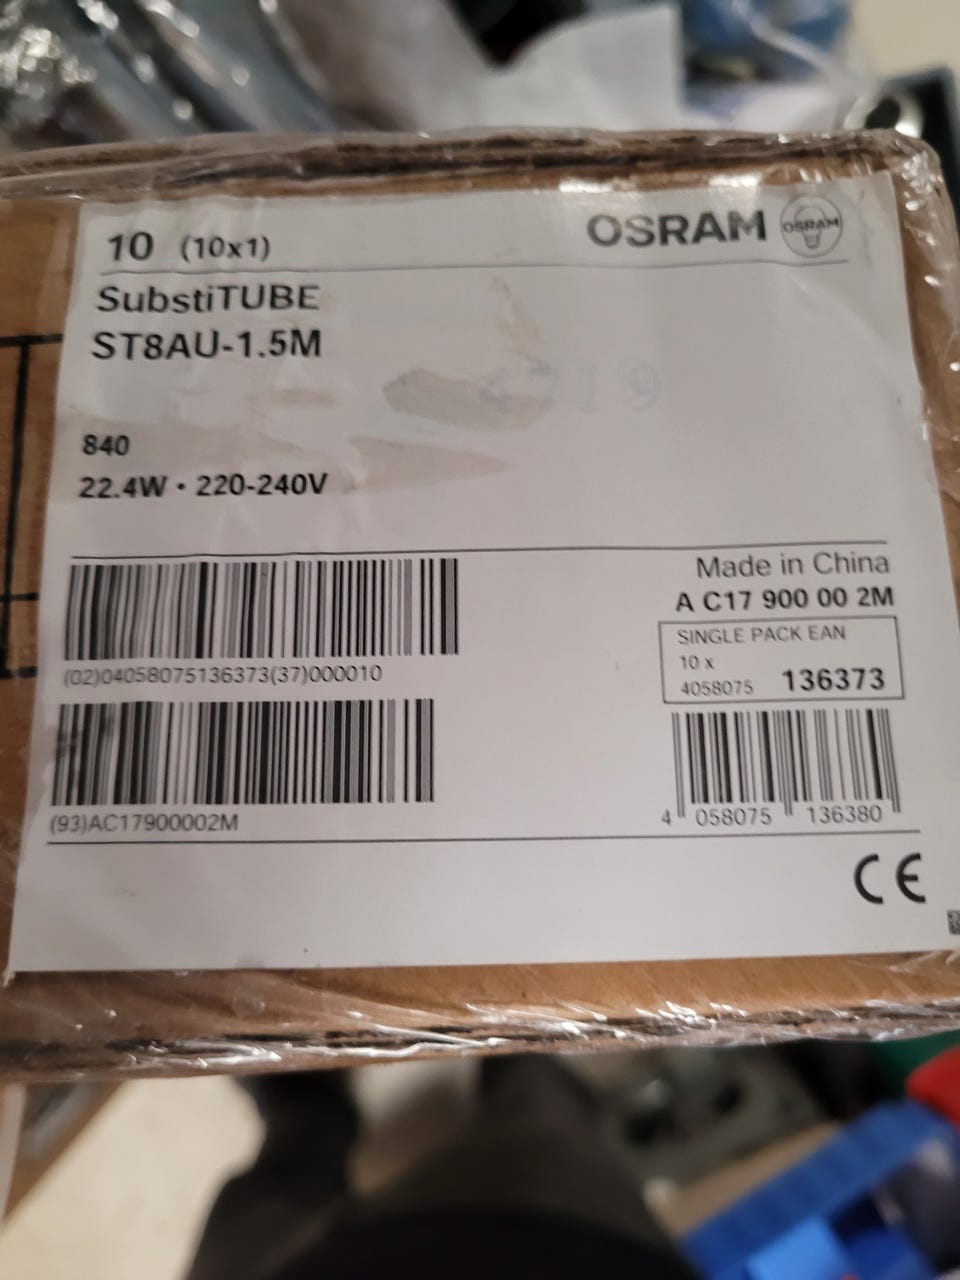 10 (10x1)
OSRAM
OSRAM
SubstiTUBE
ST8AU-1.5M
840
22.4W • 220-240V
Made in China
A C17 900 00 2M
SINGLE PACK EAN
10 x
4058075 136373
(02)04058075136373(37)000010
(93)AC17900002M
4 058075 136380
CE